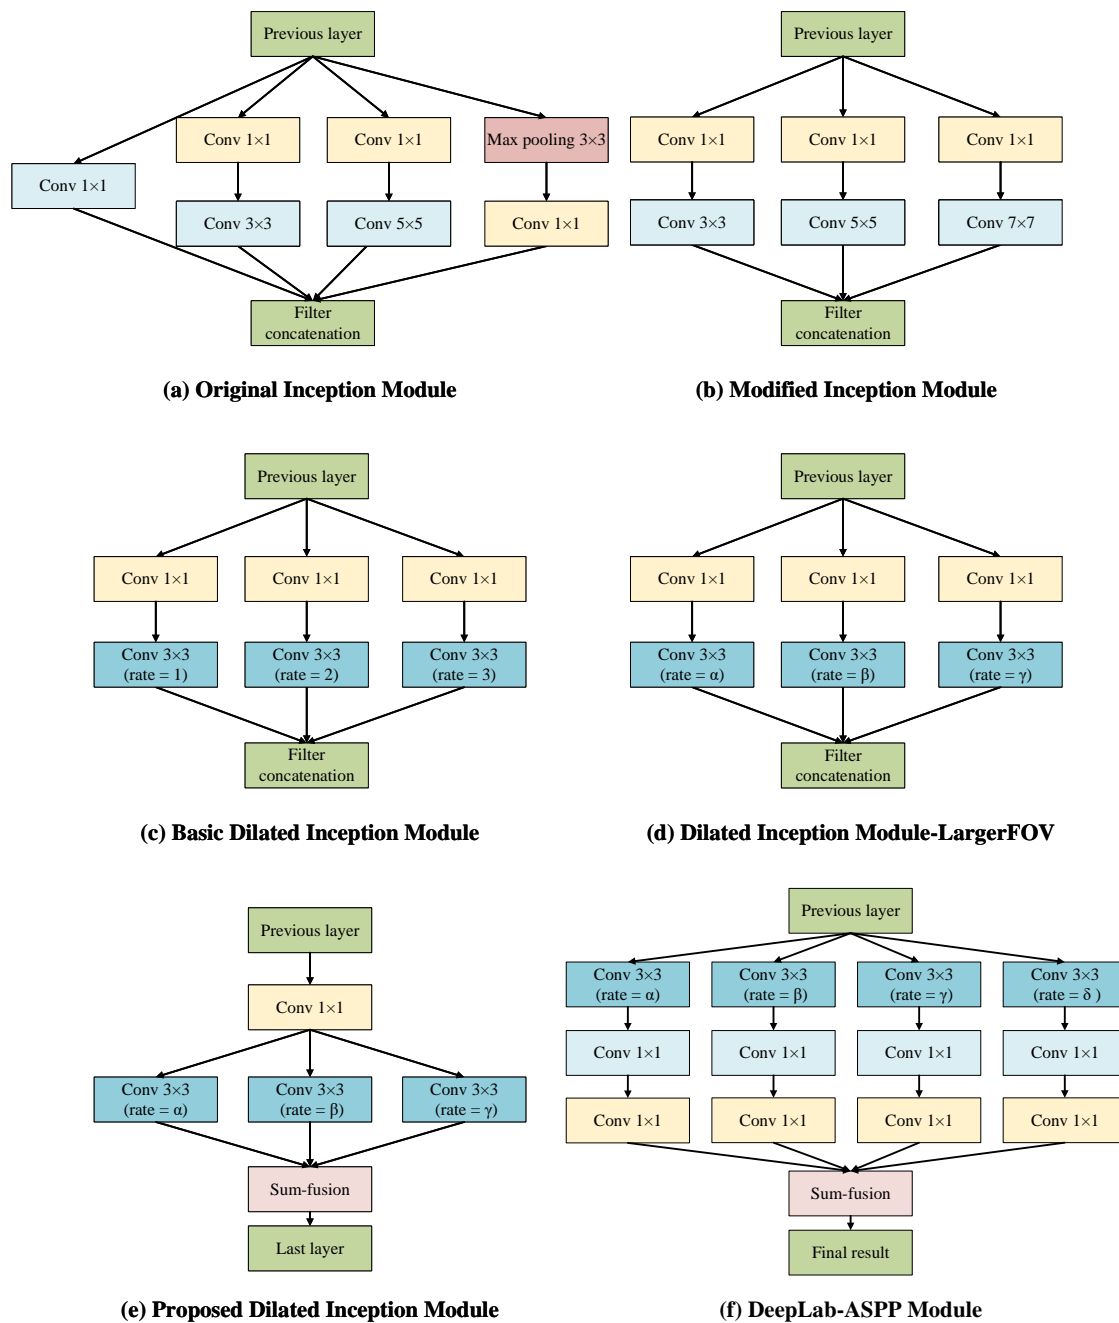 Previous layer
Conv 1×1
Conv 1×1
Max pooling 3×3
Conv 1×1
Conv 3×3
Conv 5×5
Conv 1×1
Filter
concatenation
(a) Original Inception Module
Previous layer
Conv 1×1
Conv 1×1
Conv 1×1
Conv 3×3
Conv 5×5
Conv 7×7
Filter
concatenation
(b) Modified Inception Module
Previous layer
Conv 1×1
Conv 1×1
Conv 1×1
Conv 3×3
(rate = 1)
Conv 3×3
(rate = 2)
Conv 3×3
(rate = 3)
Filter
concatenation
(c) Basic Dilated Inception Module
Previous layer
Conv 1×1
Conv 1×1
Conv 1×1
Conv 3×3
(rate = α)
Conv 3×3
(rate = β)
Conv 3×3
(rate = γ)
Filter
concatenation
(d) Dilated Inception Module-LargerFOV
Previous layer
Conv 1×1
Conv 3×3
(rate = α)
Conv 3×3
(rate = β)
Conv 3×3
(rate = γ)
Sum-fusion
Last layer
(e) Proposed Dilated Inception Module
Previous layer
Conv 3×3
(rate = α)
Conv 3×3
(rate = β)
Conv 3×3
(rate = γ)
Conv 3×3
(rate = δ )
Conv 1×1
Conv 1×1
Conv 1×1
Conv 1×1
Conv 1×1
Conv 1×1
Conv 1×1
Conv 1×1
Sum-fusion
Final result
(f) DeepLab-ASPP Module